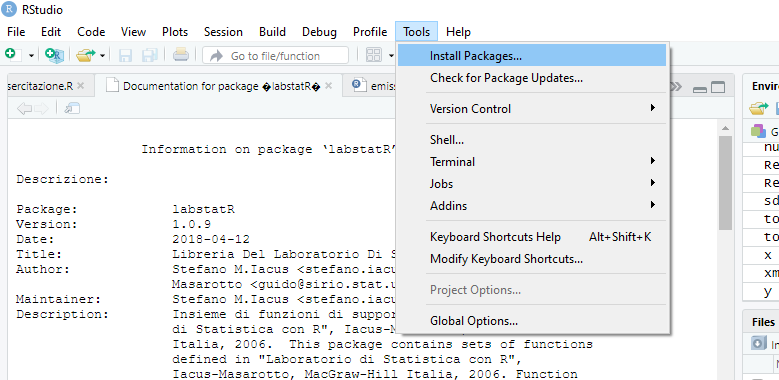 RStudio
File Edit Code View Plots Session Build Debug Profile Tools Help
Go to file/function
Install Packages...
Check for Package Updates...
Version Control
Shell...
Terminal
Jobs
Addins
Keyboard Shortcuts Help Alt+Shift+K
Modify Keyboard Shortcuts...
Project Options...
Global Options...
sercitazione.R
Documentation for package �labstatR�
emiss
Information on package ‘labstatR’
Descrizione:
Package: labstatR
Version: 1.0.9
Date: 2018-04-12
Title: Libreria Del Laboratorio Di S
Author: Stefano M.Iacus <stefano.iacu
Masarotto <guido@sirio.stat.u
Maintainer: Stefano M.Iacus <stefano.iacu
Description: Insieme di funzioni di suppor
di Statistica con R", Iacus-M
Italia, 2006. This package contains sets of functions
defined in "Laboratorio di Statistica con R",
Iacus-Masarotto, MacGraw-Hill Italia, 2006. Function
Enviro
G
nu
Re
Re
sd
to
to
x
xm
y
Files
In